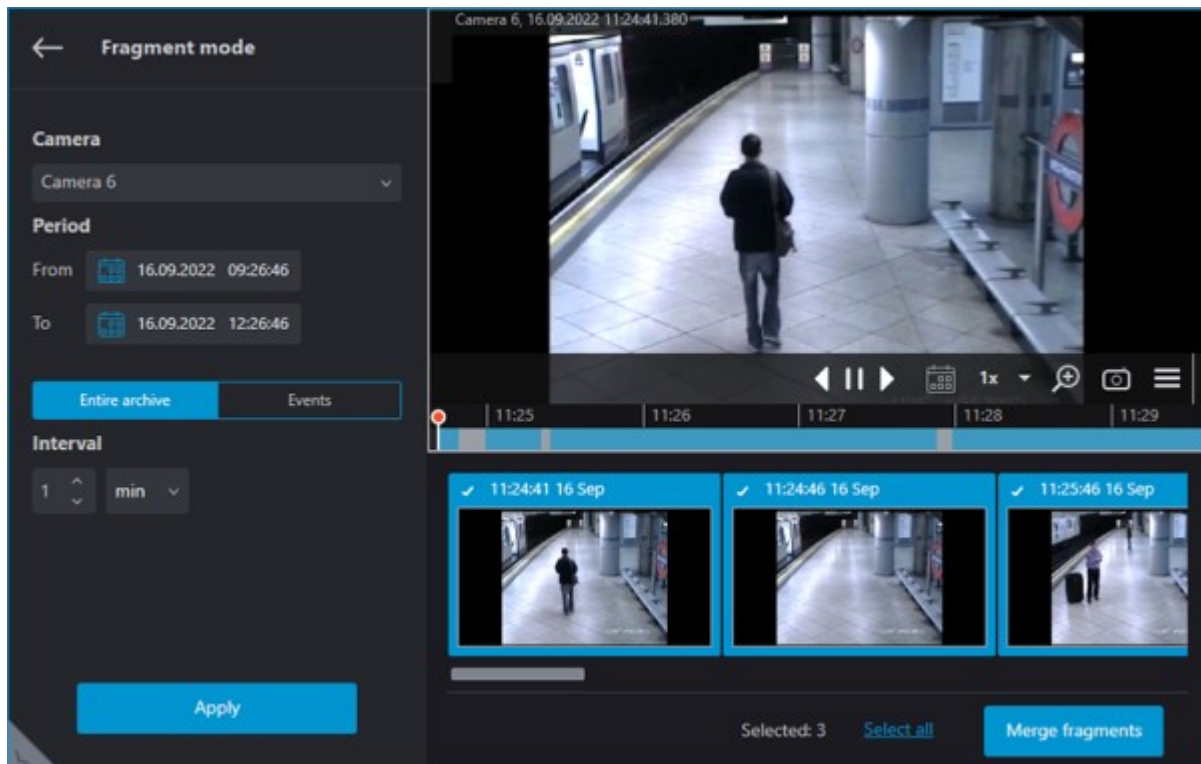 Fragment mode
Camera
Camera 6
Period
From 16.09.2022 09:26:46
To 16.09.2022 12:26:46
Entire archive Events
Interval
1 min
Apply
Camera 6, 16.09.2022 11:24:41.380
1x
11:25 11:26 11:27 11:28 11:29
11:24:41 16 Sep 11:24:46 16 Sep 11:25:46 16 Sep
Selected: 3 Select all Merge fragments